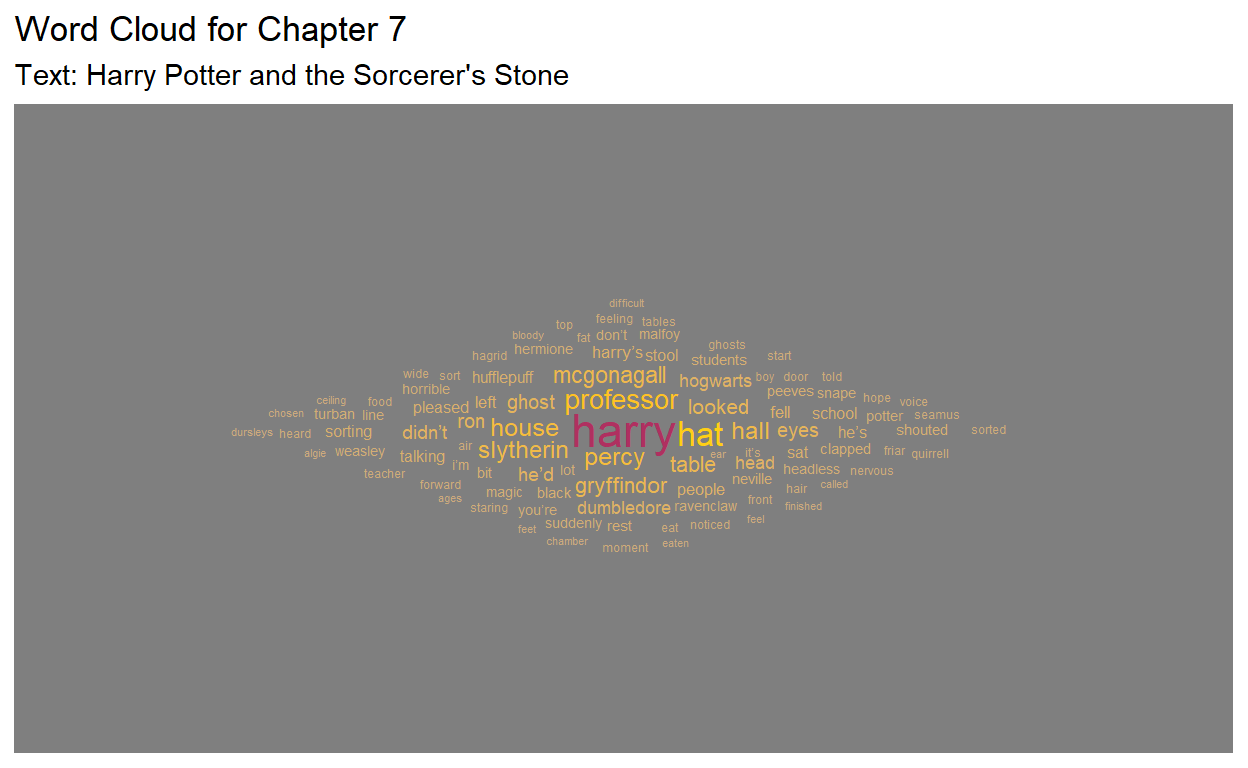 Word Cloud for Chapter 7
Text: Harry Potter and the Sorcerer's Stone
difficult
feeling tables
top
bloody fat don’t malfoy
ghosts
hagrid hermione harry’s stool students start
wide sort hufflepuff mcgonagall hogwarts boy door told
horrible peeves snape hope voice
ceiling food pleased left ghost professor looked
chosen turban line fell school potter seamus
dursleys heard sorting didn’t ron house harry hat hall eyes he’s shouted sorted
algie weasley talking air slytherin percy ear it’s sat clapped friar quirrell
teacher i’m bit he’d lot table head headless nervous
forward magic black gryffindor people neville hair called
ages staring you’re dumbledore ravenclaw front finished
feet suddenly rest eat noticed feel
chamber moment eaten